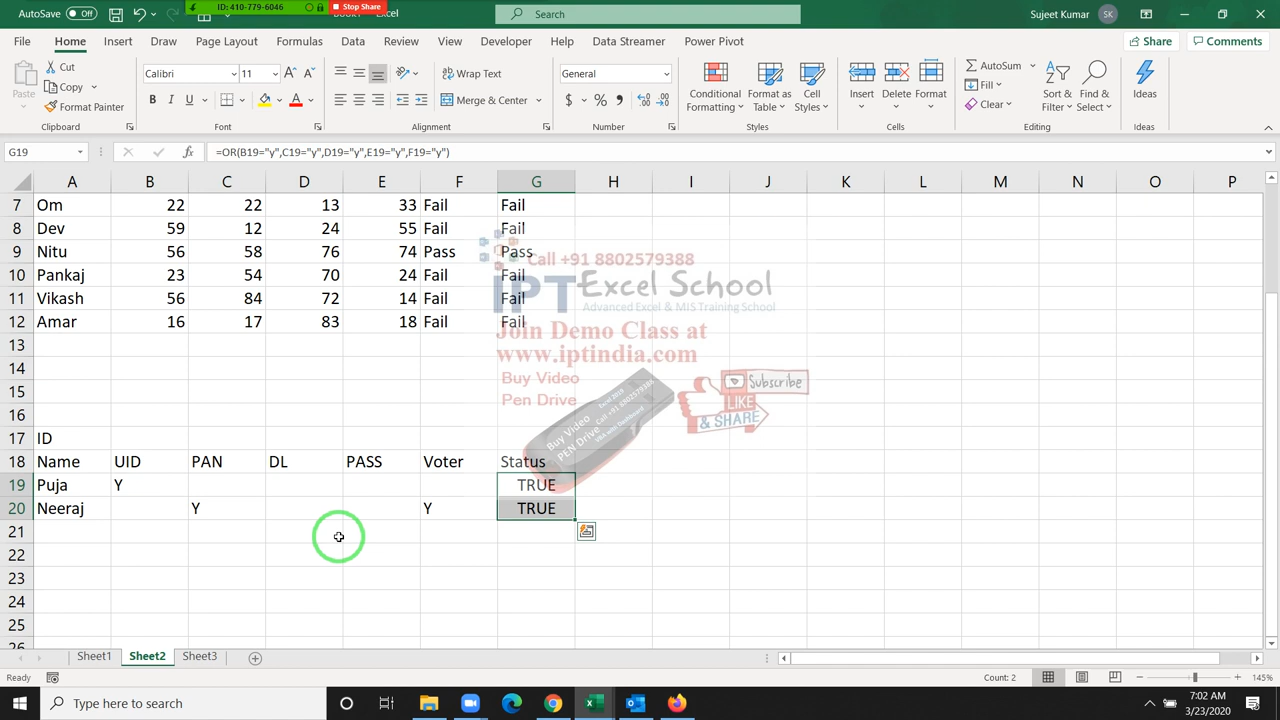 AutoSave Off Excel ID: 410-779-6046 Stop Share Search Sujeet Kumar SK
File Home Insert Draw Page Layout Formulas Data Review View Developer Help Data Streamer Power Pivot Share Comments
Paste Cut Copy Format Painter Clipboard
Calibri 11 B I U A Font
Wrap Text Merge & Center Alignment
General $ % , Number
Conditional Formatting Format as Table Cell Styles Styles
Insert Delete Format Cells
AutoSum Fill Clear Sort & Filter Find & Select Editing
Ideas Ideas
G19 fx =OR(B19="y",C19="y",D19="y",E19="y",F19="y")
A B C D E F G H I J K L M N O P
7 Om 22 22 13 33 Fail Fail
8 Dev 59 12 24 55 Fail Fail
9 Nitu 56 58 76 74 Pass Pass
10 Pankaj 23 54 70 24 Fail Fail
11 Vikash 56 84 72 14 Fail Fail
12 Amar 16 17 83 18 Fail Fail
13
14
15
16
17 ID
18 Name UID PAN DL PASS Voter Status
19 Puja Y TRUE
20 Neeraj Y Y TRUE
21
22
23
24
25
26
Call +91 8802579388
iPT Excel School
Advanced Excel & MIS Training School
Join Demo Class at
www.iptindia.com
Buy Video
Pen Drive
Subscribe
LIKE
& SHARE
Sheet1 Sheet2 Sheet3
Ready Count: 2 145%
Type here to search
7:02 AM
3/23/2020